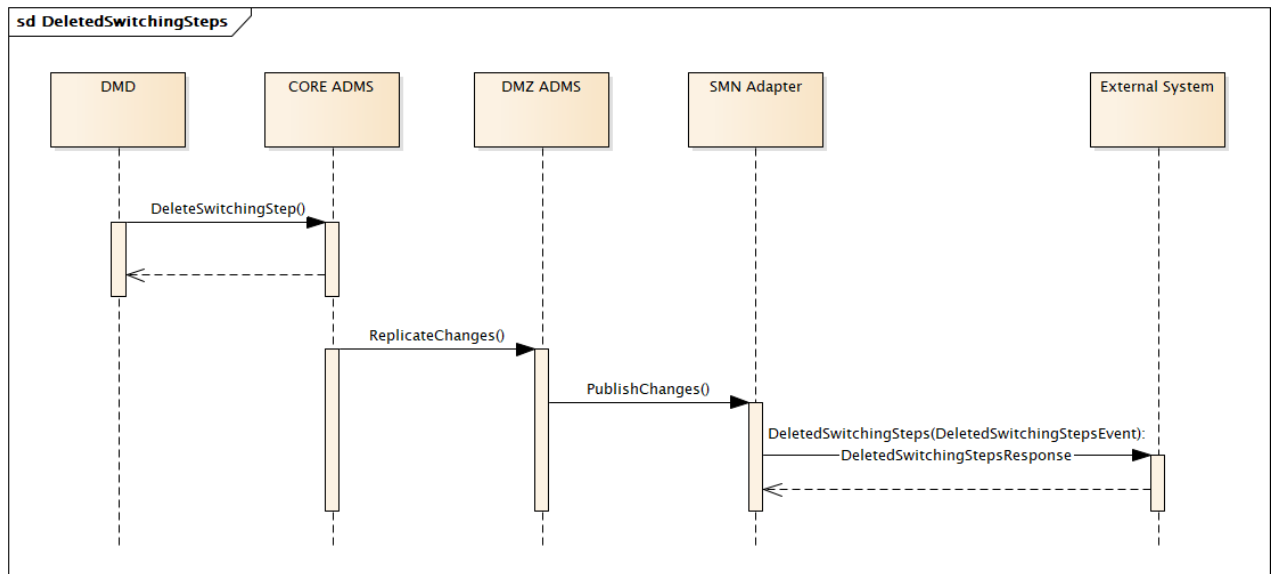 sd DeletedSwitchingSteps
DMD
CORE ADMS
DMZ ADMS
SMN Adapter
External System
DeleteSwitchingStep()
ReplicateChanges()
PublishChanges()
DeletedSwitchingSteps(DeletedSwitchingStepsEvent):
DeletedSwitchingStepsResponse